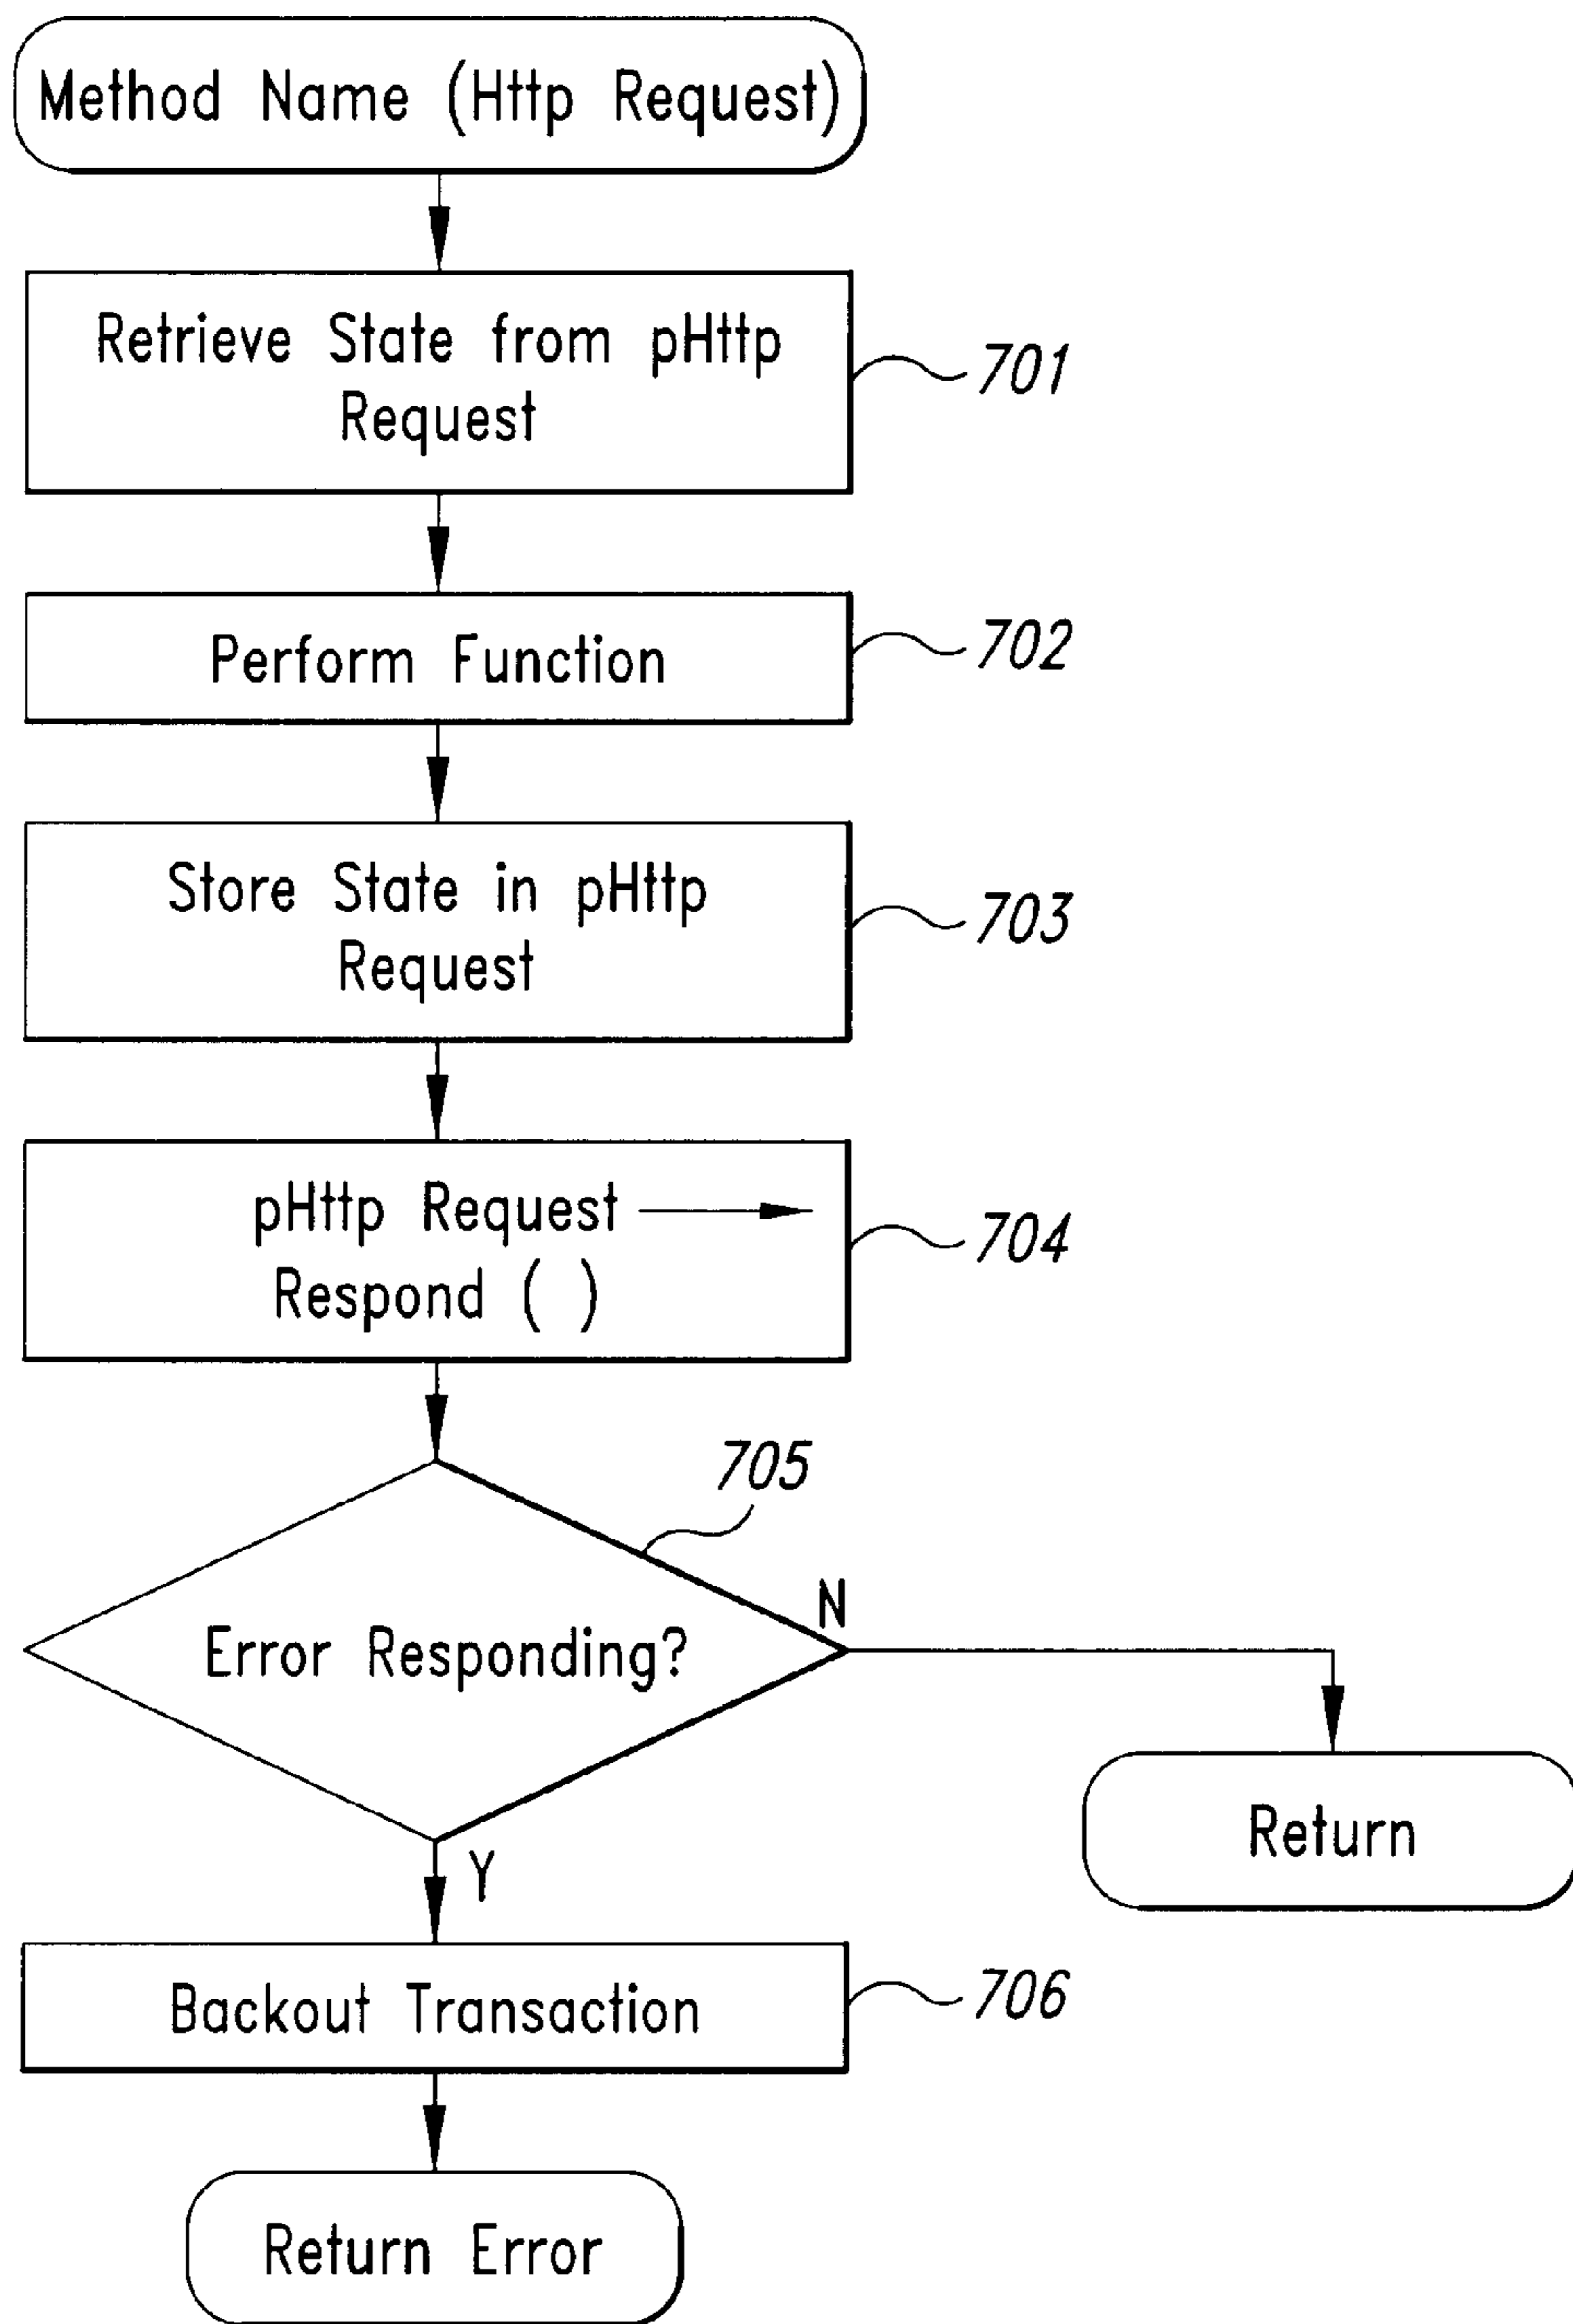 Method Name (Http Request)
Retrieve State from pHttp
Request
701
Perform Function
702
Store State in pHttp
Request
703
pHttp Request
Respond ( )
704
705
Error Responding?
N
Return
Y
Backout Transaction
706
Return Error